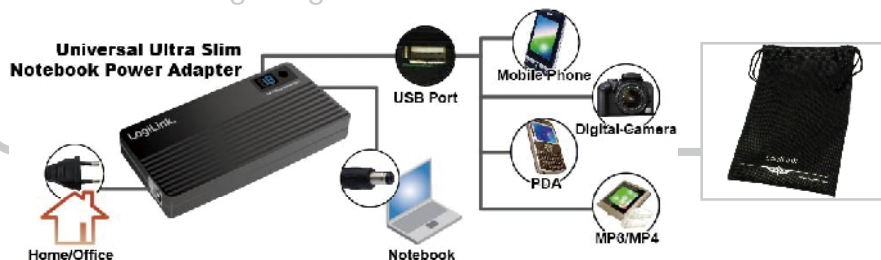 Universal Ultra Slim
Notebook Power Adapter
LogiLink
USB Port
Mobile Phone
Digital-Camera
PDA
MP3/MP4
Home/Office
Notebook
LogiLink